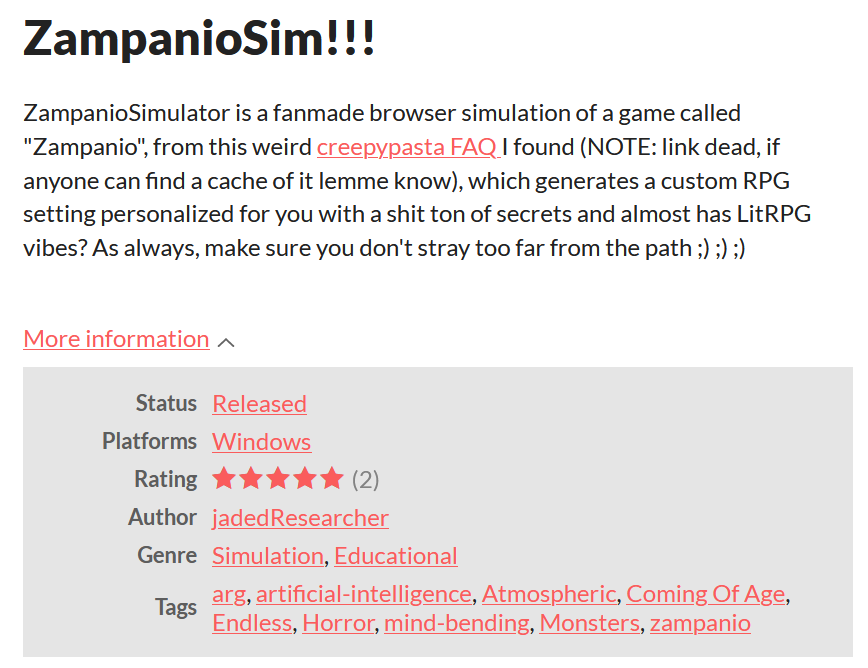 ZampanioSim!!!
ZampanioSimulator is a fanmade browser simulation of a game called
"Zampanio", from this weird creepypasta FAQ I found (NOTE: link dead, if
anyone can find a cache of it lemme know), which generates a custom RPG
setting personalized for you with a shit ton of secrets and almost has LitRPG
vibes? As always, make sure you don't stray too far from the path ;) ;) ;)
More information
Status Released
Platforms Windows
Rating ★★★★★ (2)
Author jadedResearcher
Genre Simulation, Educational
Tags arg, artificial-intelligence, Atmospheric, Coming Of Age,
Endless, Horror, mind-bending, Monsters, zampanio